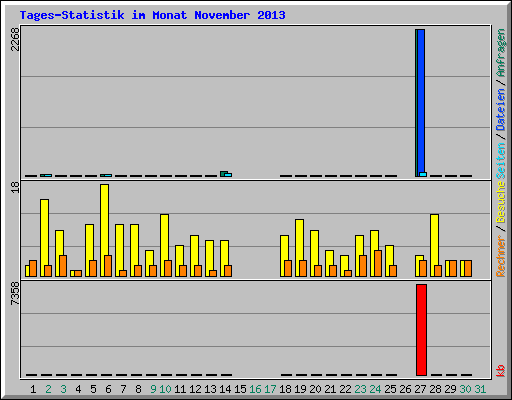 Tages-Statistik im Monat November 2013
2268
18
7358
Rechner / Besuche Seiten / Dateien / Anfragen
kb
1 2 3 4 5 6 7 8 9 10 11 12 13 14 15 16 17 18 19 20 21 22 23 24 25 26 27 28 29 30 31